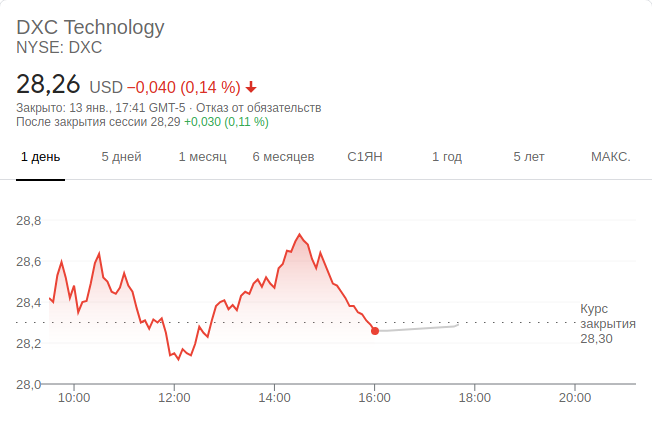 DXC Technology
NYSE: DXC
28,26 USD −0,040 (0,14 %)
Закрыто: 13 янв., 17:41 GMT-5 · Отказ от обязательств
После закрытия сессии 28,29 +0,030 (0,11 %)
1 день 5 дней 1 месяц 6 месяцев С1ЯН 1 год 5 лет МАКС.
28,8
28,6
28,4
28,2
28,0
Курс
закрытия
28,30
10:00 12:00 14:00 16:00 18:00 20:00